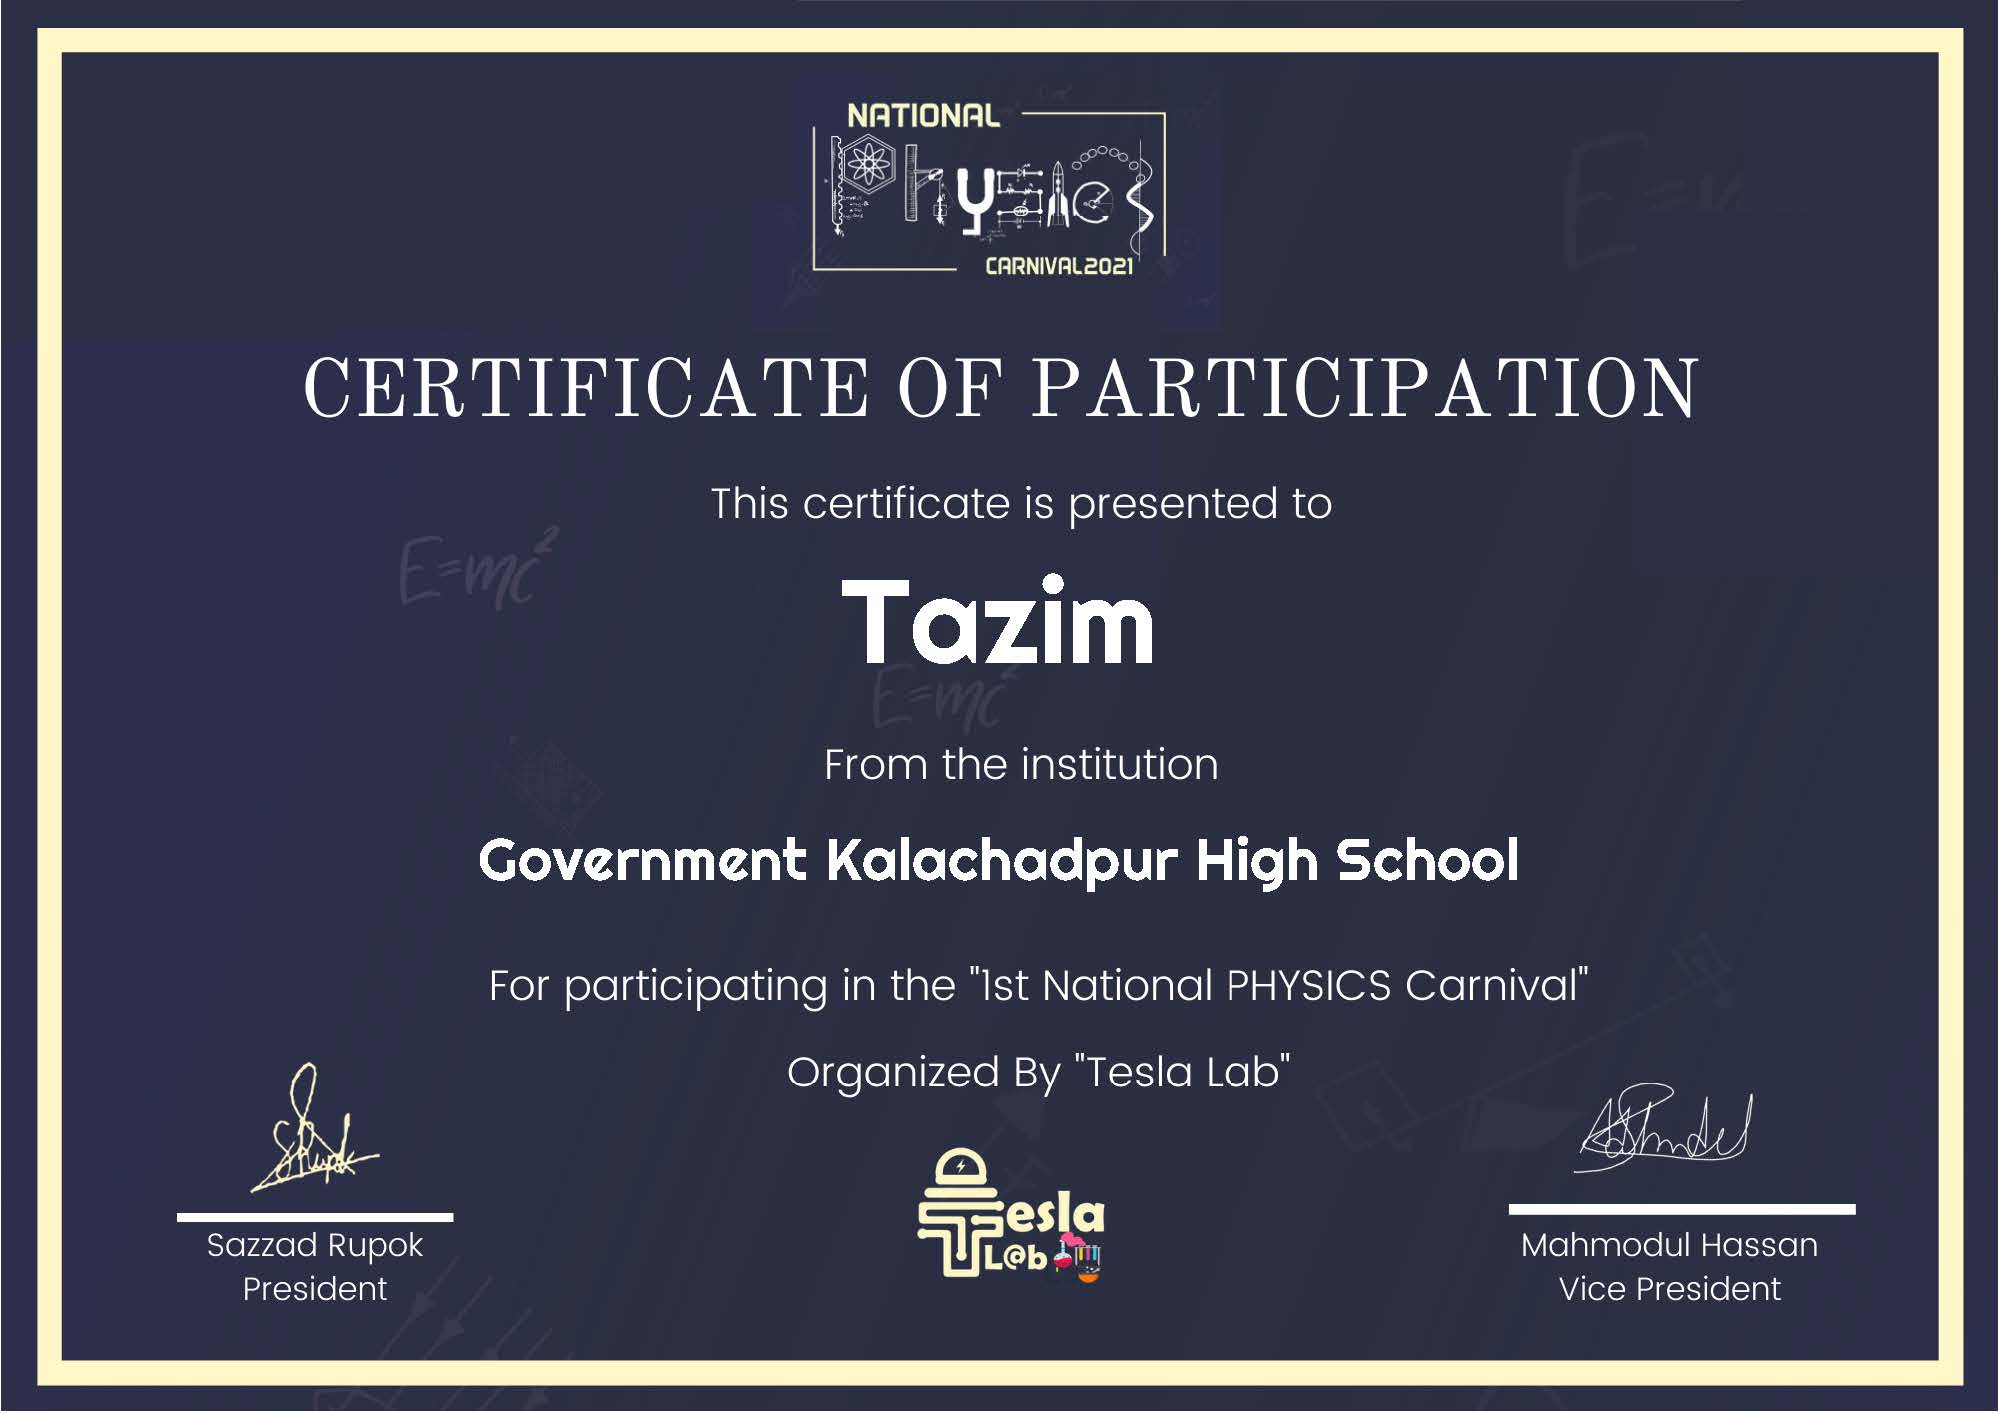 NATIONAL
Physics
CARNIVAL2021
CERTIFICATE OF PARTICIPATION
This certificate is presented to
E=mc²
Tazim
E=mc²
From the institution
Government Kalachadpur High School
For participating in the "1st National PHYSICS Carnival"
Organized By "Tesla Lab"
Tesla
L@b
Sazzad Rupok
President
Mahmodul Hassan
Vice President